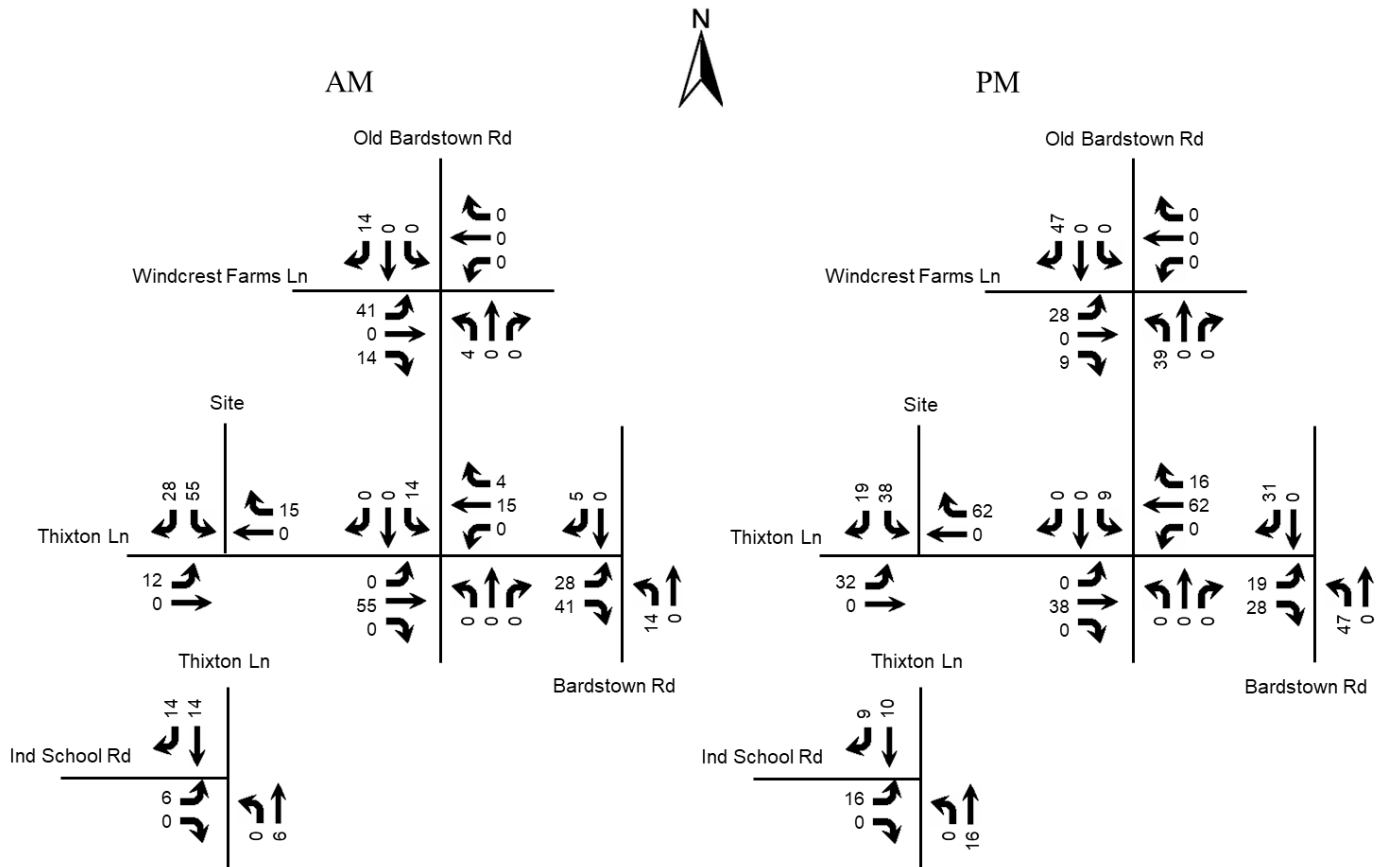 N
AM
PM
Old Bardstown Rd
14 0 0
0
0
0
Windcrest Farms Ln
41
0
14
4 0 0
Site
28 55
15
0
Thixton Ln
12
0
0 0 14
4
15
0
0
55
0
0 0 0
5 0
28
41
14 0
Bardstown Rd
Thixton Ln
14 14
Ind School Rd
6
0
0 6
Old Bardstown Rd
47 0 0
0
0
0
Windcrest Farms Ln
28
0
9
39 0 0
Site
19 38
62
0
Thixton Ln
32
0
0 0 9
16
62
0
0
38
0
0 0 0
31 0
19
28
47 0
Bardstown Rd
Thixton Ln
9 10
Ind School Rd
16
0
0 16